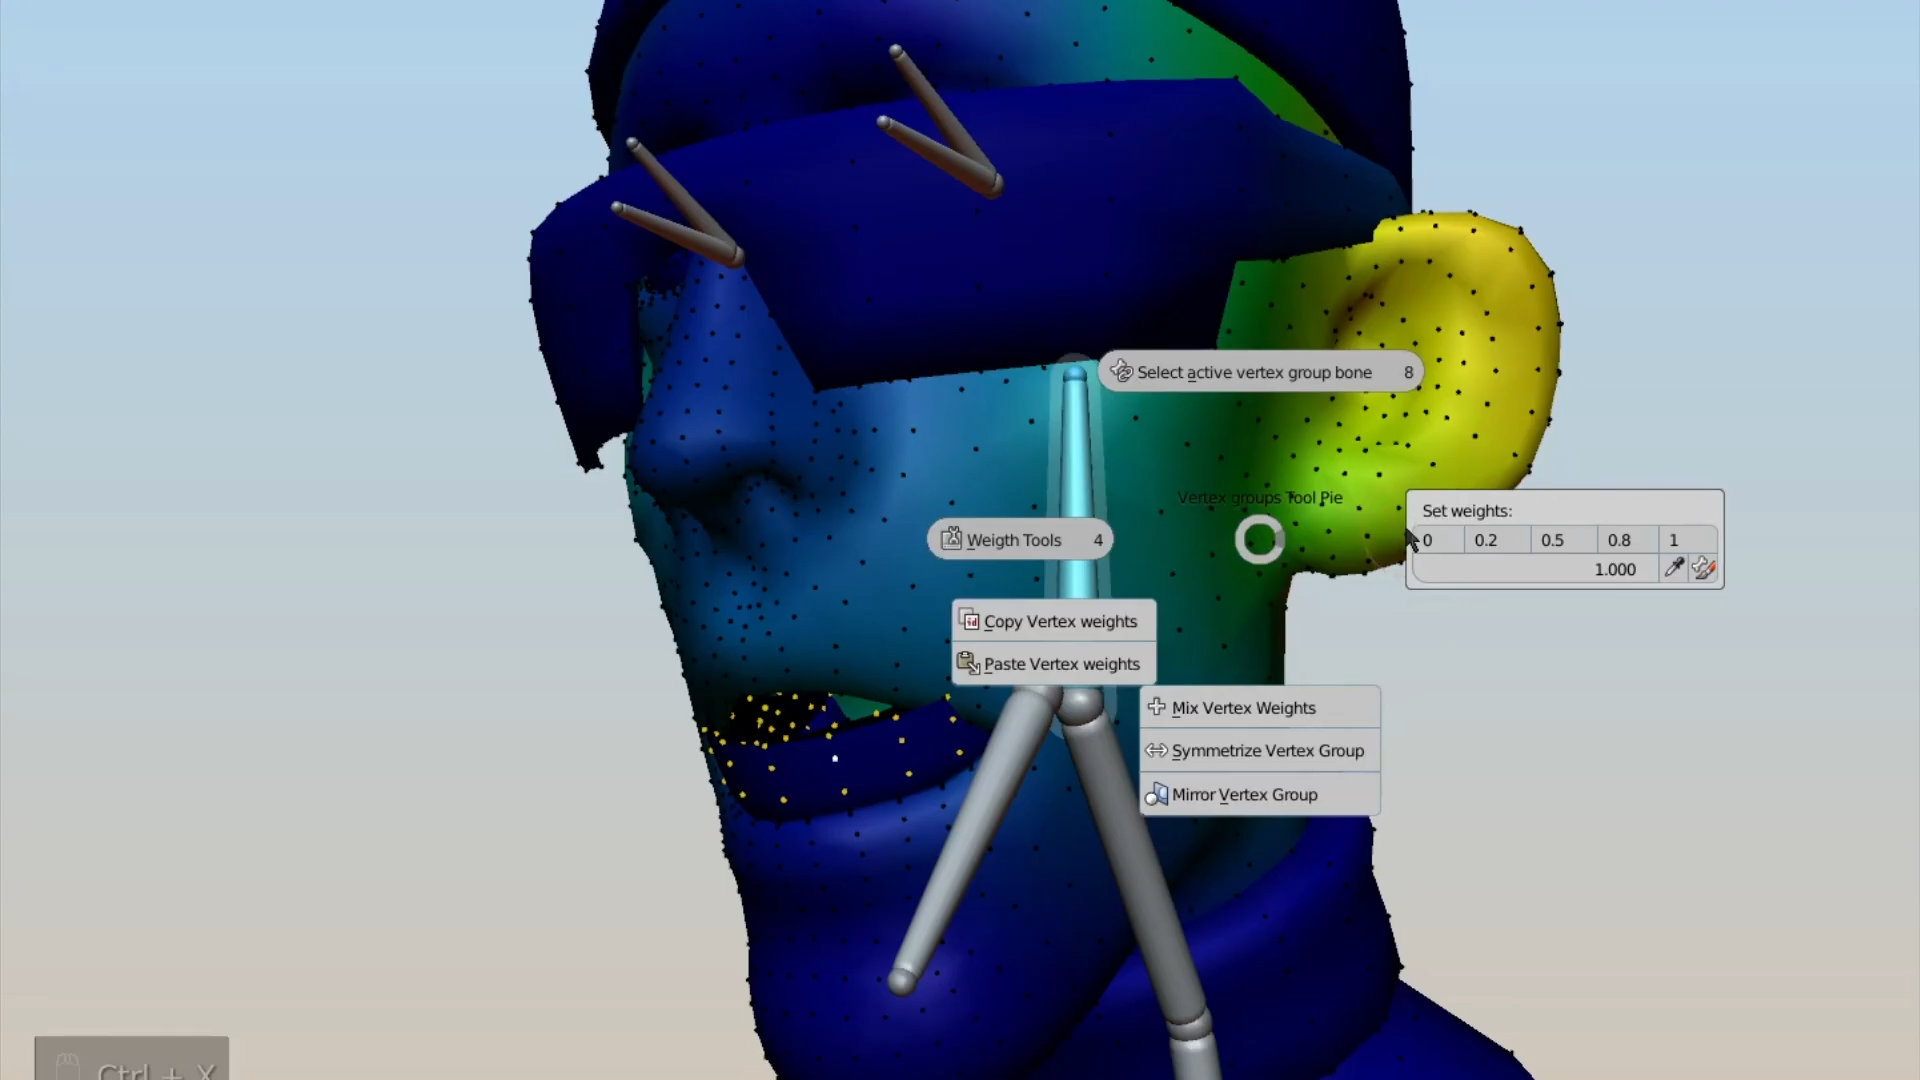 Select active vertex group bone 8
Vertex groups Tool Pie
Set weights:
0 0.2 0.5 0.8 1
1.000
Weigth Tools 4
Copy Vertex weights
Paste Vertex weights
Mix Vertex Weights
Symmetrize Vertex Group
Mirror Vertex Group
Ctrl + X